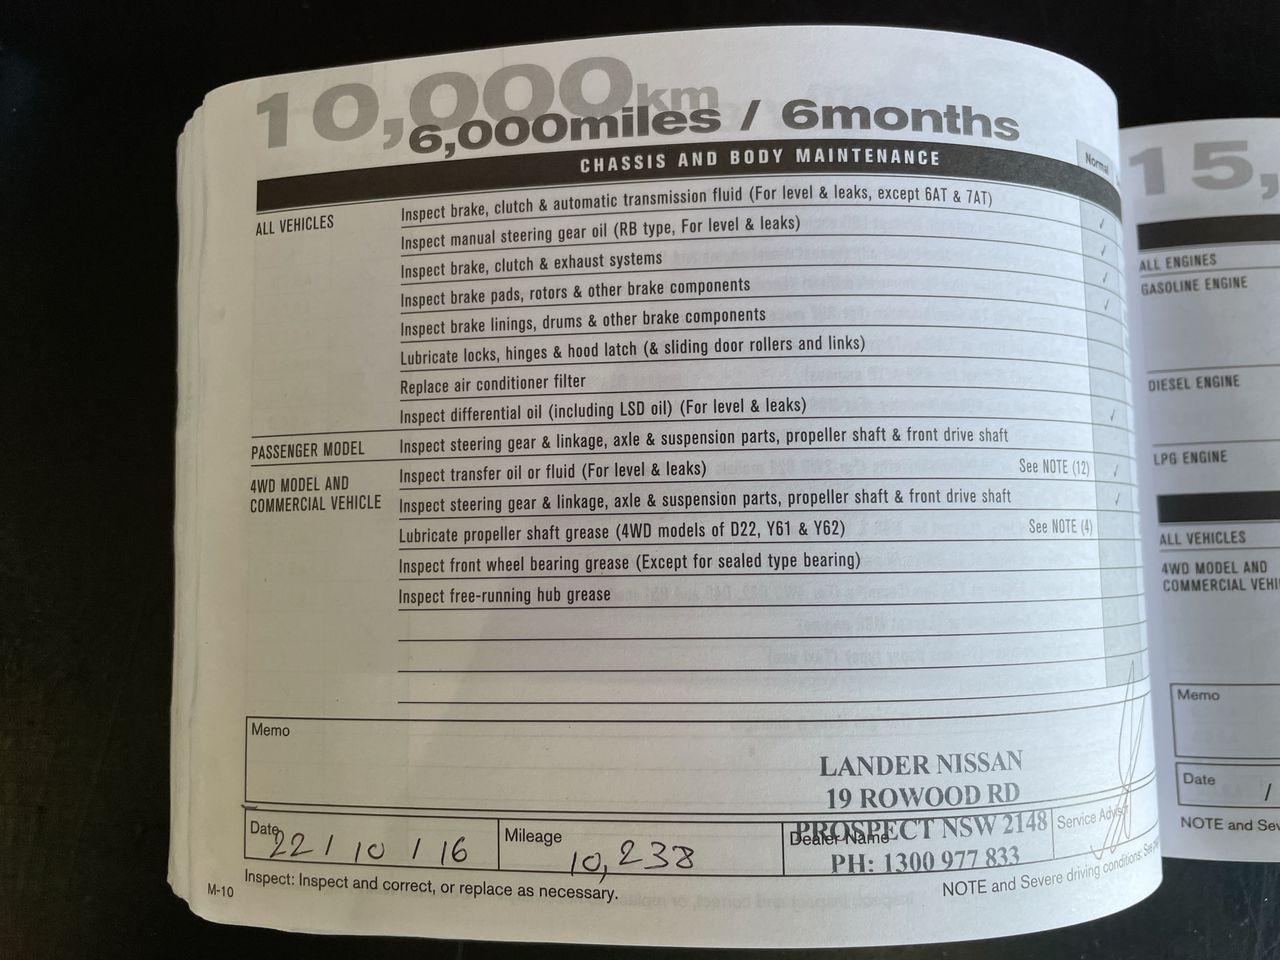 10,000km
6,000miles / 6months
CHASSIS AND BODY MAINTENANCE Normal
ALL VEHICLES Inspect brake, clutch & automatic transmission fluid (For level & leaks, except 6AT & 7AT) ✓
Inspect manual steering gear oil (RB type, For level & leaks) ✓
Inspect brake, clutch & exhaust systems ✓
Inspect brake pads, rotors & other brake components ✓
Inspect brake linings, drums & other brake components
Lubricate locks, hinges & hood latch (& sliding door rollers and links)
Replace air conditioner filter
Inspect differential oil (including LSD oil) (For level & leaks) ✓
PASSENGER MODEL Inspect steering gear & linkage, axle & suspension parts, propeller shaft & front drive shaft
4WD MODEL AND Inspect transfer oil or fluid (For level & leaks) See NOTE (12) ✓
COMMERCIAL VEHICLE Inspect steering gear & linkage, axle & suspension parts, propeller shaft & front drive shaft ✓
Lubricate propeller shaft grease (4WD models of D22, Y61 & Y62) See NOTE (4)
Inspect front wheel bearing grease (Except for sealed type bearing)
Inspect free-running hub grease
Memo
LANDER NISSAN
19 ROWOOD RD
PROSPECT NSW 2148
PH: 1300 977 833
Date 22 / 10 / 16
Mileage 10,238
Dealer Name
Service Advisor
M-10 Inspect: Inspect and correct, or replace as necessary.
NOTE and Severe driving conditions: See
15,
ALL ENGINES
GASOLINE ENGINE
DIESEL ENGINE
LPG ENGINE
ALL VEHICLES
4WD MODEL AND
COMMERCIAL VEHI
Memo
Date /
NOTE and Sev